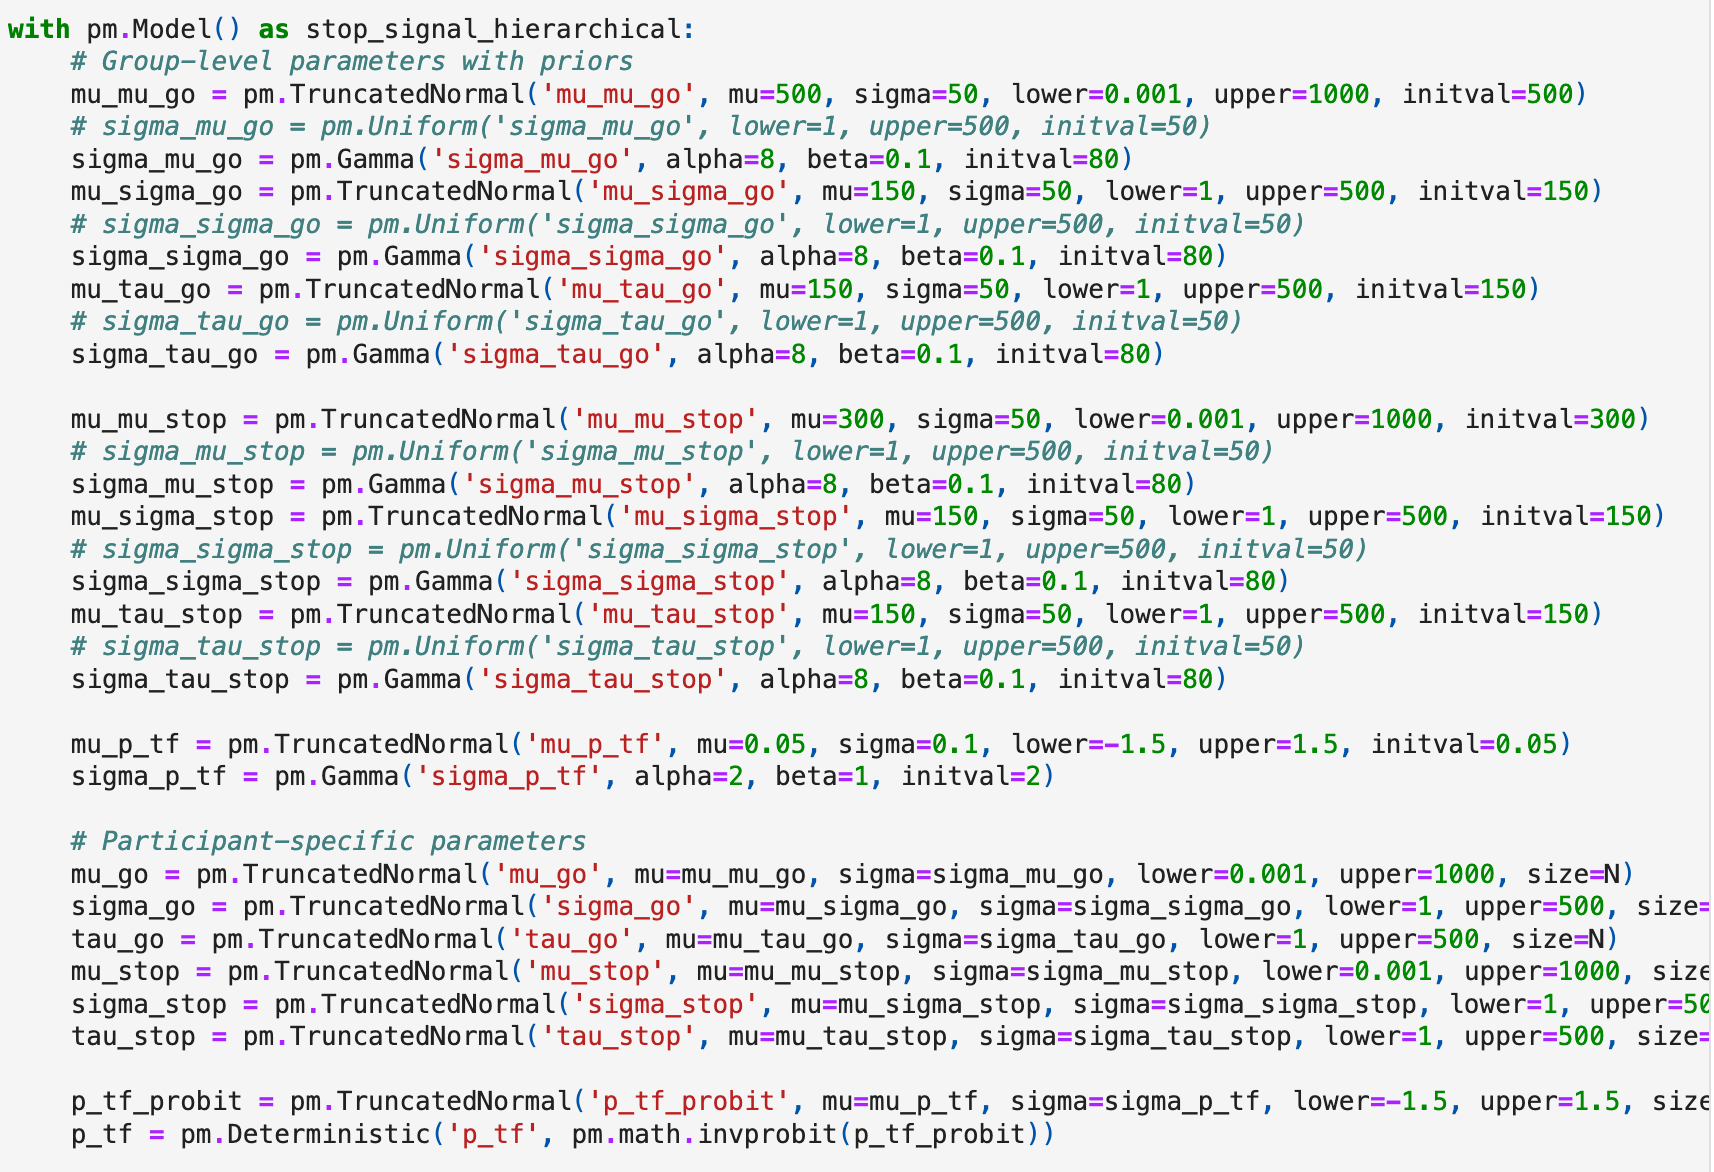 with pm.Model() as stop_signal_hierarchical:
    # Group-level parameters with priors
    mu_mu_go = pm.TruncatedNormal('mu_mu_go', mu=500, sigma=50, lower=0.001, upper=1000, initval=500)
    # sigma_mu_go = pm.Uniform('sigma_mu_go', lower=1, upper=500, initval=50)
    sigma_mu_go = pm.Gamma('sigma_mu_go', alpha=8, beta=0.1, initval=80)
    mu_sigma_go = pm.TruncatedNormal('mu_sigma_go', mu=150, sigma=50, lower=1, upper=500, initval=150)
    # sigma_sigma_go = pm.Uniform('sigma_sigma_go', lower=1, upper=500, initval=50)
    sigma_sigma_go = pm.Gamma('sigma_sigma_go', alpha=8, beta=0.1, initval=80)
    mu_tau_go = pm.TruncatedNormal('mu_tau_go', mu=150, sigma=50, lower=1, upper=500, initval=150)
    # sigma_tau_go = pm.Uniform('sigma_tau_go', lower=1, upper=500, initval=50)
    sigma_tau_go = pm.Gamma('sigma_tau_go', alpha=8, beta=0.1, initval=80)

    mu_mu_stop = pm.TruncatedNormal('mu_mu_stop', mu=300, sigma=50, lower=0.001, upper=1000, initval=300)
    # sigma_mu_stop = pm.Uniform('sigma_mu_stop', lower=1, upper=500, initval=50)
    sigma_mu_stop = pm.Gamma('sigma_mu_stop', alpha=8, beta=0.1, initval=80)
    mu_sigma_stop = pm.TruncatedNormal('mu_sigma_stop', mu=150, sigma=50, lower=1, upper=500, initval=150)
    # sigma_sigma_stop = pm.Uniform('sigma_sigma_stop', lower=1, upper=500, initval=50)
    sigma_sigma_stop = pm.Gamma('sigma_sigma_stop', alpha=8, beta=0.1, initval=80)
    mu_tau_stop = pm.TruncatedNormal('mu_tau_stop', mu=150, sigma=50, lower=1, upper=500, initval=150)
    # sigma_tau_stop = pm.Uniform('sigma_tau_stop', lower=1, upper=500, initval=50)
    sigma_tau_stop = pm.Gamma('sigma_tau_stop', alpha=8, beta=0.1, initval=80)

    mu_p_tf = pm.TruncatedNormal('mu_p_tf', mu=0.05, sigma=0.1, lower=-1.5, upper=1.5, initval=0.05)
    sigma_p_tf = pm.Gamma('sigma_p_tf', alpha=2, beta=1, initval=2)

    # Participant-specific parameters
    mu_go = pm.TruncatedNormal('mu_go', mu=mu_mu_go, sigma=sigma_mu_go, lower=0.001, upper=1000, size=N)
    sigma_go = pm.TruncatedNormal('sigma_go', mu=mu_sigma_go, sigma=sigma_sigma_go, lower=1, upper=500, size=
    tau_go = pm.TruncatedNormal('tau_go', mu=mu_tau_go, sigma=sigma_tau_go, lower=1, upper=500, size=N)
    mu_stop = pm.TruncatedNormal('mu_stop', mu=mu_mu_stop, sigma=sigma_mu_stop, lower=0.001, upper=1000, size
    sigma_stop = pm.TruncatedNormal('sigma_stop', mu=mu_sigma_stop, sigma=sigma_sigma_stop, lower=1, upper=50
    tau_stop = pm.TruncatedNormal('tau_stop', mu=mu_tau_stop, sigma=sigma_tau_stop, lower=1, upper=500, size=

    p_tf_probit = pm.TruncatedNormal('p_tf_probit', mu=mu_p_tf, sigma=sigma_p_tf, lower=-1.5, upper=1.5, size
    p_tf = pm.Deterministic('p_tf', pm.math.invprobit(p_tf_probit))